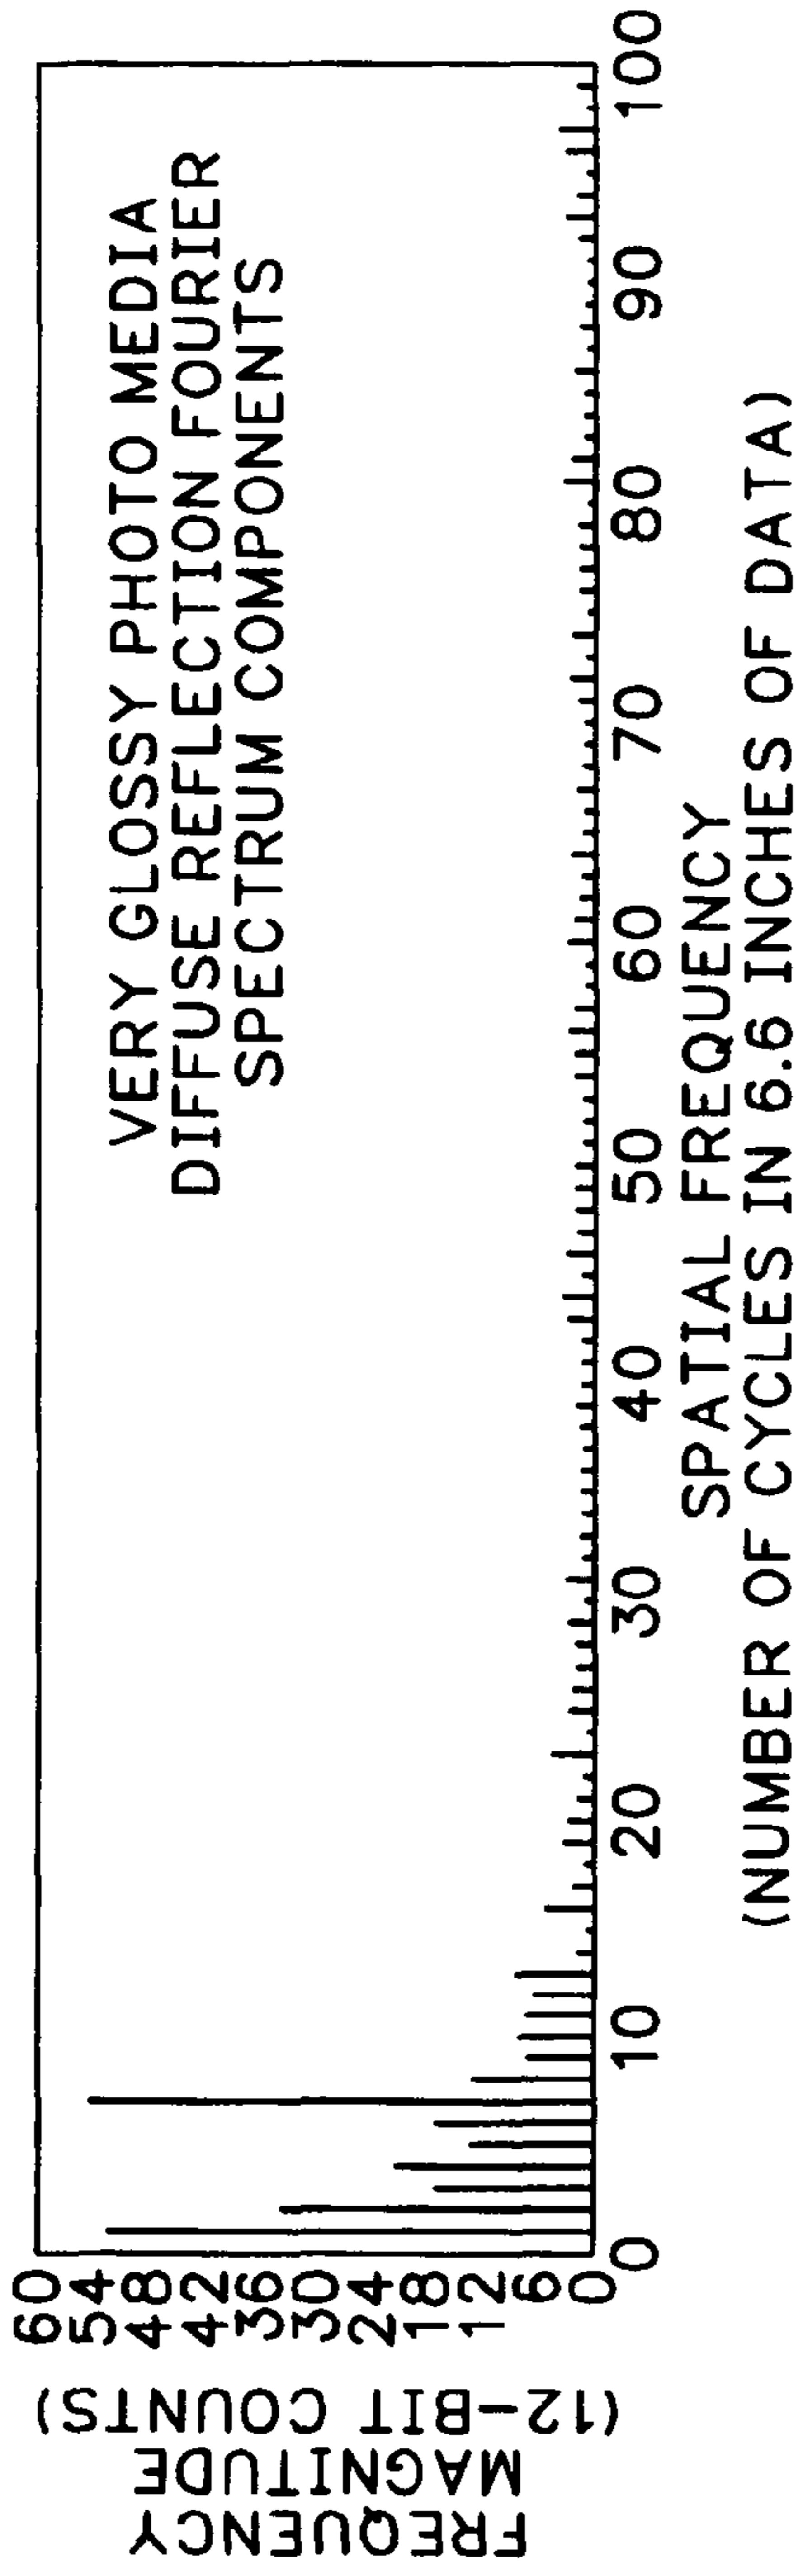 VERY GLOSSY PHOTO MEDIA
DIFFUSE REFLECTION FOURIER
SPECTRUM COMPONENTS
FREQUENCY
MAGNITUDE
(12-BIT COUNTS)
60
54
48
42
36
30
24
18
12
6
0
0 10 20 30 40 50 60 70 80 90 100
SPATIAL FREQUENCY
(NUMBER OF CYCLES IN 6.6 INCHES OF DATA)